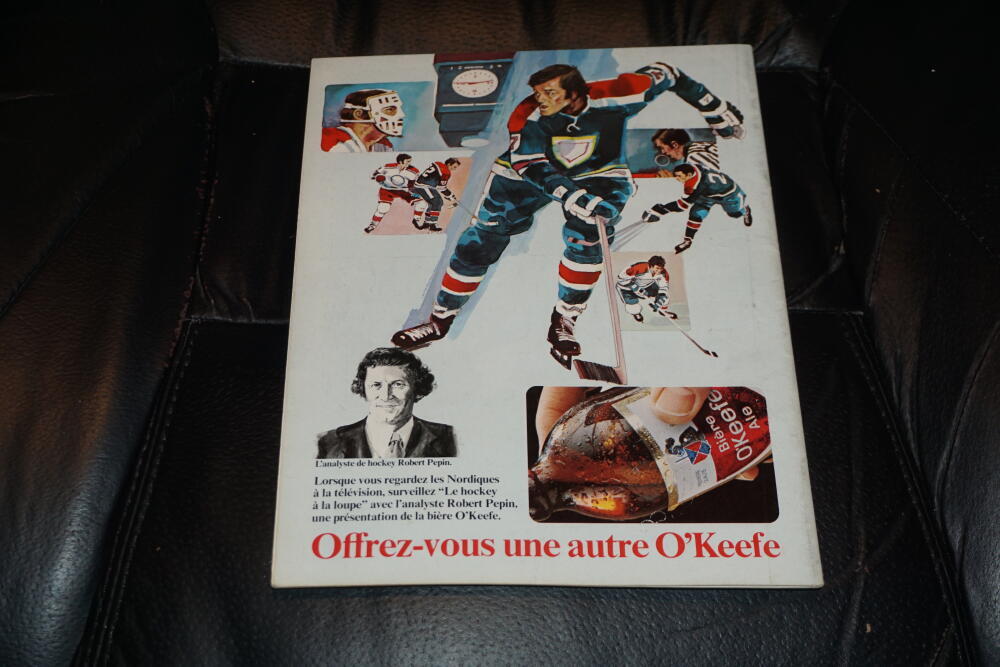 L'analyste de hockey Robert Pepin.
Lorsque vous regardez les Nordiques
à la télévision, surveillez "Le hockey
à la loupe" avec l'analyste Robert Pepin,
une présentation de la bière O'Keefe.
Bière
O'Keefe
Ale
Offrez-vous une autre O'Keefe